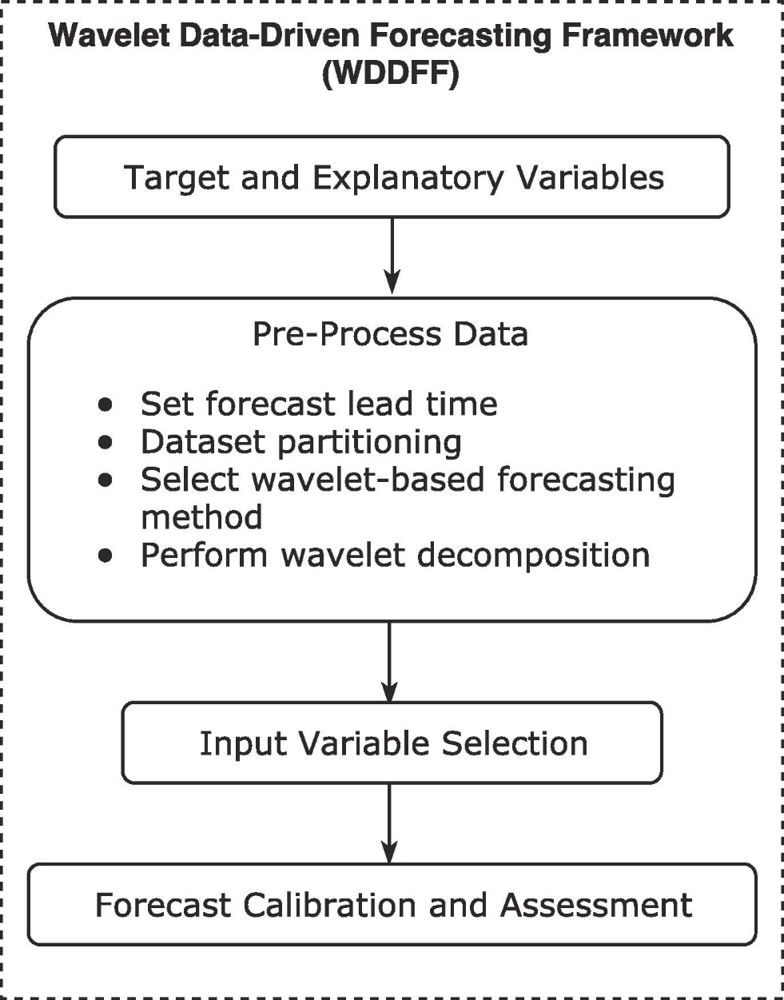 Wavelet Data-Driven Forecasting Framework
(WDDFF)
Target and Explanatory Variables
Pre-Process Data
• Set forecast lead time
• Dataset partitioning
• Select wavelet-based forecasting
method
• Perform wavelet decomposition
Input Variable Selection
Forecast Calibration and Assessment